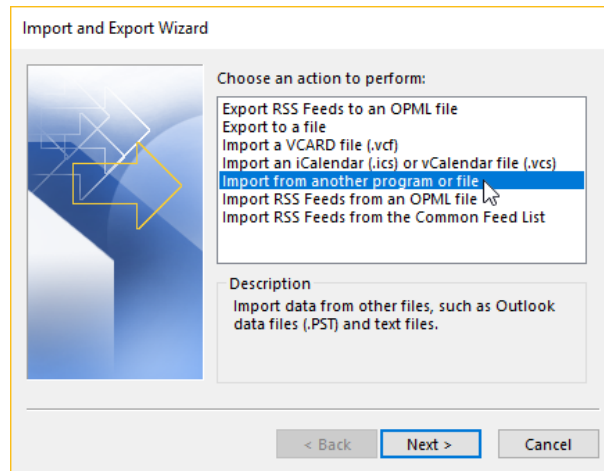 Import and Export Wizard
Choose an action to perform:
Export RSS Feeds to an OPML file
Export to a file
Import a VCARD file (.vcf)
Import an iCalendar (.ics) or vCalendar file (.vcs)
Import from another program or file
Import RSS Feeds from an OPML file
Import RSS Feeds from the Common Feed List
Description
Import data from other files, such as Outlook
data files (.PST) and text files.
< Back Next > Cancel